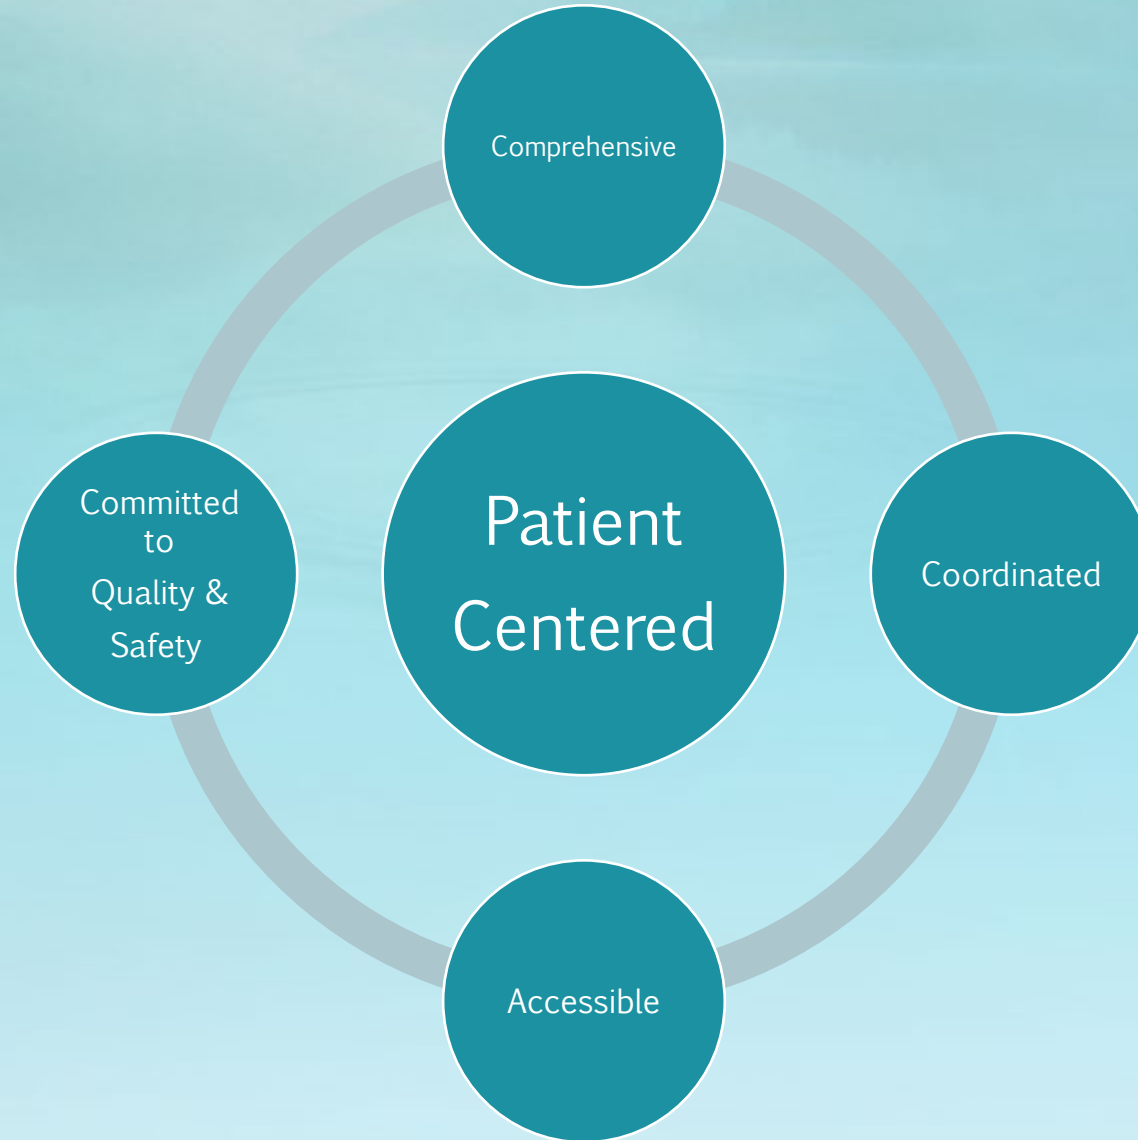 Comprehensive
Committed
to
Quality &
Safety
Patient
Centered
Coordinated
Accessible